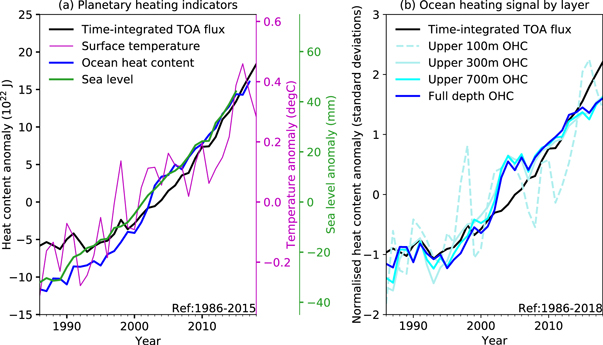 (a) Planetary heating indicators
Time-integrated TOA flux
Surface temperature
Ocean heat content
Sea level
Heat content anomaly (10²² J)
25
20
15
10
5
0
−5
−10
−15
1990
2000
2010
Year
Ref:1986-2015
Temperature anomaly (degC)
0.6
0.4
0.2
0.0
−0.2
Sea level anomaly (mm)
60
40
20
0
−20
−40
(b) Ocean heating signal by layer
Time-integrated TOA flux
Upper 100m OHC
Upper 300m OHC
Upper 700m OHC
Full depth OHC
Normalised heat content anomaly (standard deviations)
3
2
1
0
−1
−2
1990
2000
2010
Year
Ref:1986-2018